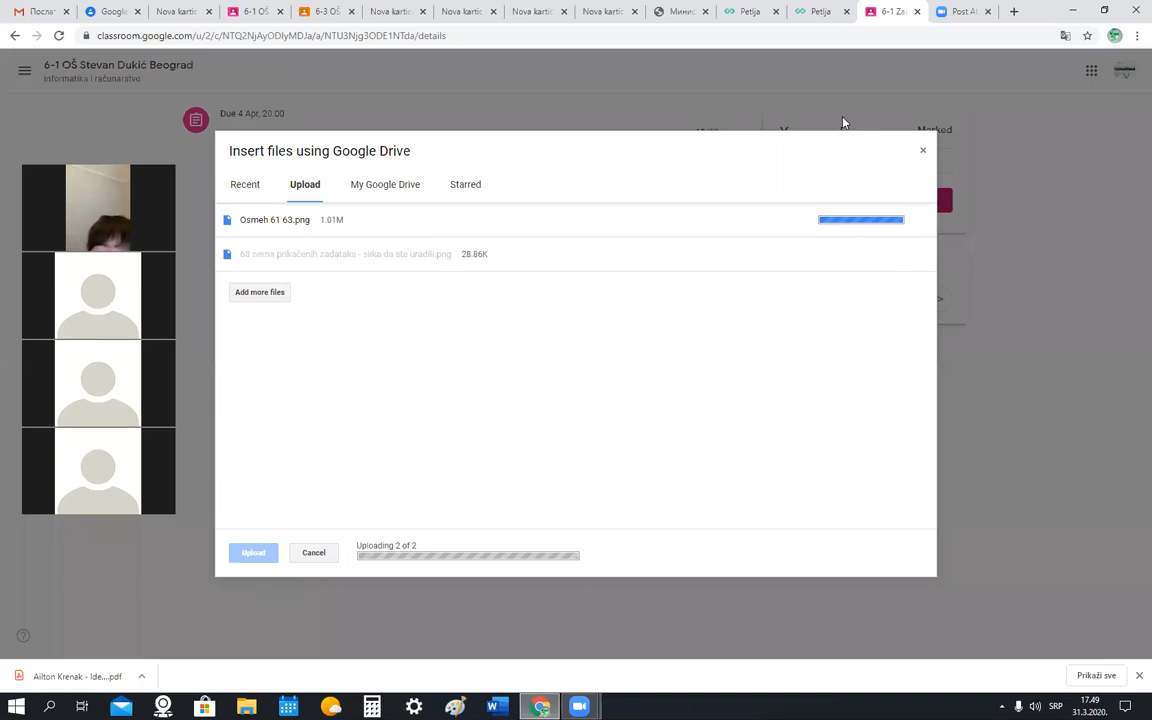 Послат
Google
Nova kartic
6-1 OŠ
6-3 OŠ
Nova kartic
Nova kartic
Nova kartic
Nova kartic
Минис
Petlja
Petlja
6-1 Zad
Post At
classroom.google.com/u/2/c/NTQ2NjAyODIyMDJa/a/NTU3Njg3ODE1NTda/details
6-1 OŠ Stevan Dukić Beograd
Informatika i računarstvo
Due 4 Apr, 20:00
Marked
Insert files using Google Drive
Recent
Upload
My Google Drive
Starred
Osmeh 61 63.png 1.01M
63 nema prikačenih zadataka - slika da ste uradili.png 28.86K
Add more files
Upload
Cancel
Uploading 2 of 2
Ailton Krenak - Ide....pdf
Prikaži sve
SRP
17.49
31.3.2020.